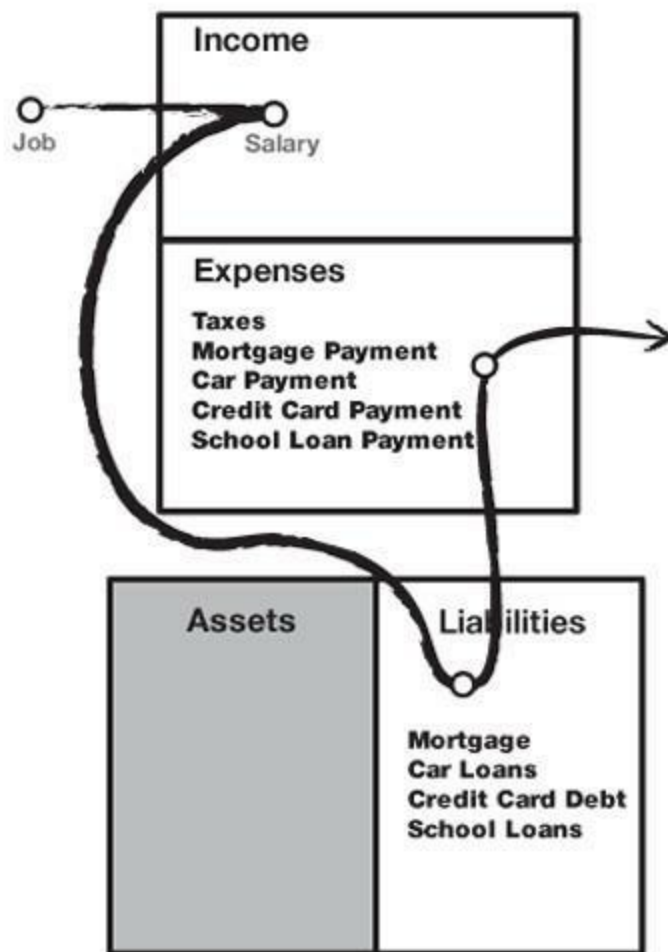 Income
Job
Salary
Expenses
Taxes
Mortgage Payment
Car Payment
Credit Card Payment
School Loan Payment
Assets
Liabilities
Mortgage
Car Loans
Credit Card Debt
School Loans